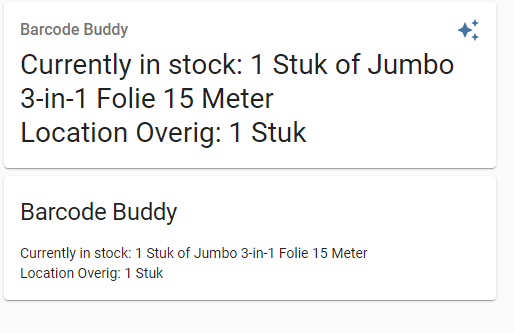 Barcode Buddy
Currently in stock: 1 Stuk of Jumbo
3-in-1 Folie 15 Meter
Location Overig: 1 Stuk
Barcode Buddy
Currently in stock: 1 Stuk of Jumbo 3-in-1 Folie 15 Meter
Location Overig: 1 Stuk